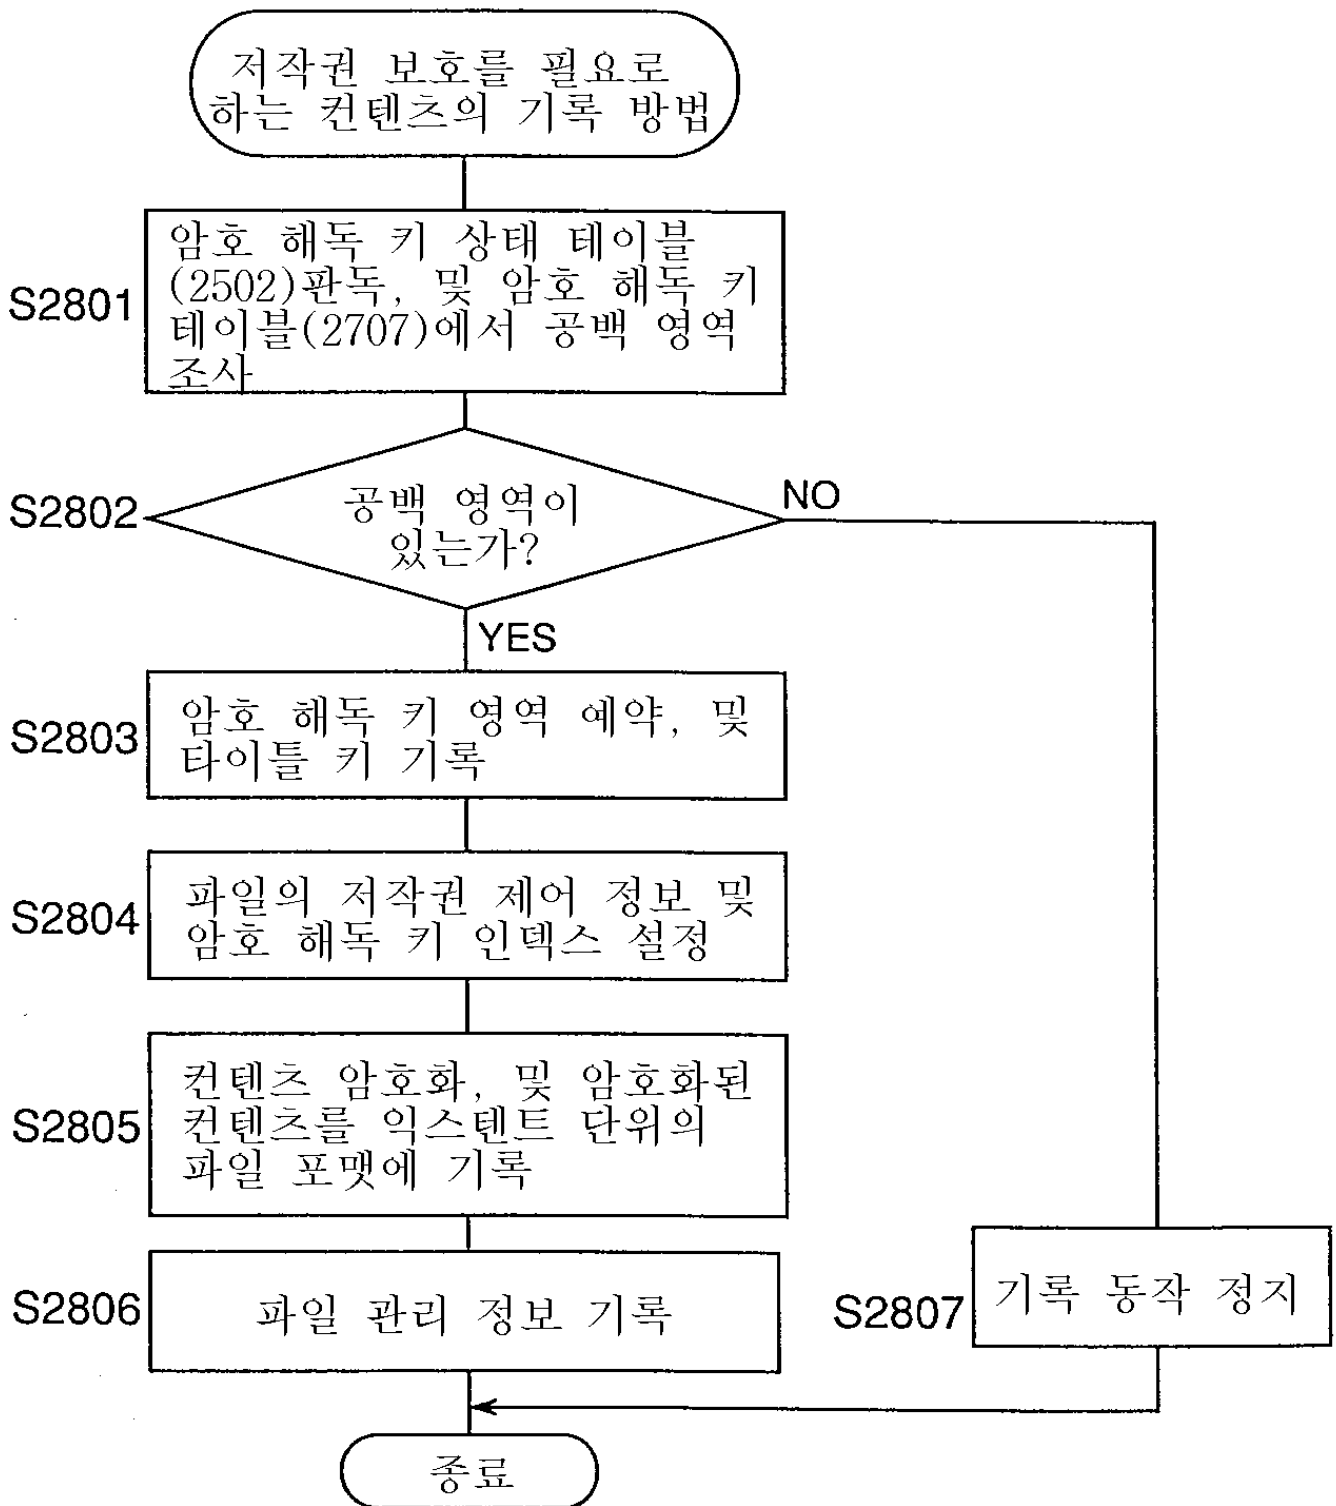 저작권 보호를 필요로
하는 컨텐츠의 기록 방법
S2801
암호 해독 키 상태 테이블
(2502)판독, 및 암호 해독 키
테이블(2707)에서 공백 영역
조사
S2802
공백 영역이
있는가?
NO
YES
S2803
암호 해독 키 영역 예약, 및
타이틀 키 기록
S2804
파일의 저작권 제어 정보 및
암호 해독 키 인덱스 설정
S2805
컨텐츠 암호화, 및 암호화된
컨텐츠를 익스텐트 단위의
파일 포맷에 기록
S2806
파일 관리 정보 기록
S2807
기록 동작 정지
종료